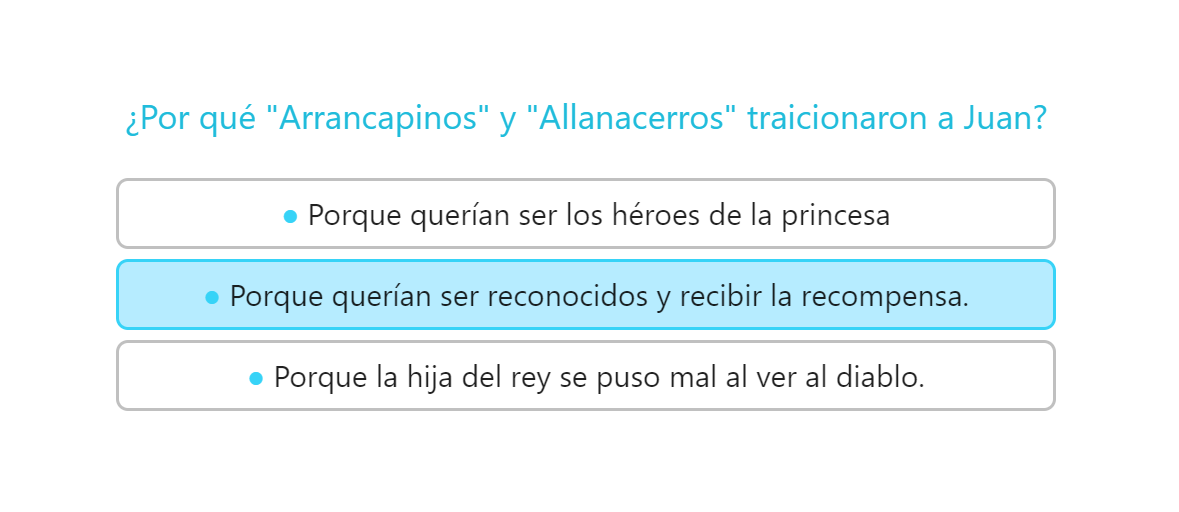 ¿Por qué "Arrancapinos" y "Allanacerros" traicionaron a Juan?
Porque querían ser los héroes de la princesa
Porque querían ser reconocidos y recibir la recompensa.
Porque la hija del rey se puso mal al ver al diablo.